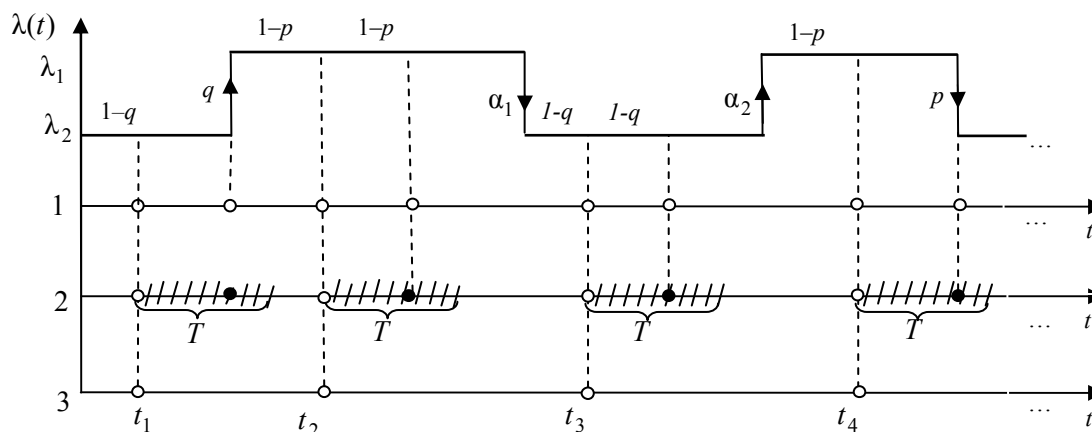 λ(t)
1–p 1–p 1–p
λ₁
q α₁ α₂ p
1–q 1-q 1-q
λ₂
...
1
... t
2
T T T T
... t
3
t₁ t₂ t₃ t₄ ... t